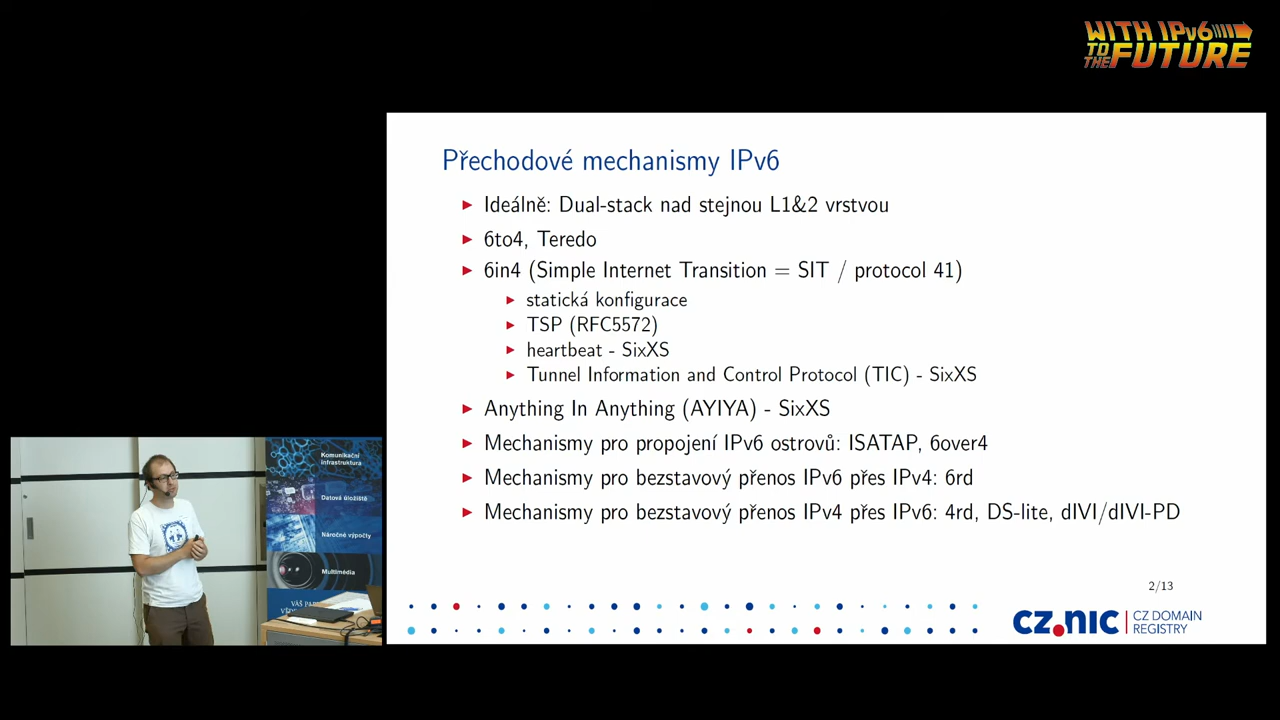 WITH IPv6
TO THE FUTURE
Přechodové mechanismy IPv6
Ideálně: Dual-stack nad stejnou L1&2 vrstvou
6to4, Teredo
6in4 (Simple Internet Transition = SIT / protocol 41)
statická konfigurace
TSP (RFC5572)
heartbeat - SixXS
Tunnel Information and Control Protocol (TIC) - SixXS
Anything In Anything (AYIYA) - SixXS
Mechanismy pro propojení IPv6 ostrovů: ISATAP, 6over4
Mechanismy pro bezstavový přenos IPv6 přes IPv4: 6rd
Mechanismy pro bezstavový přenos IPv4 přes IPv6: 4rd, DS-lite, dIVI/dIVI-PD
2/13
CZ.NIC
CZ DOMAIN
REGISTRY
Komunikační
infrastruktura
Datová úložiště
Náročné výpočty
Multimédia
VÁŠ